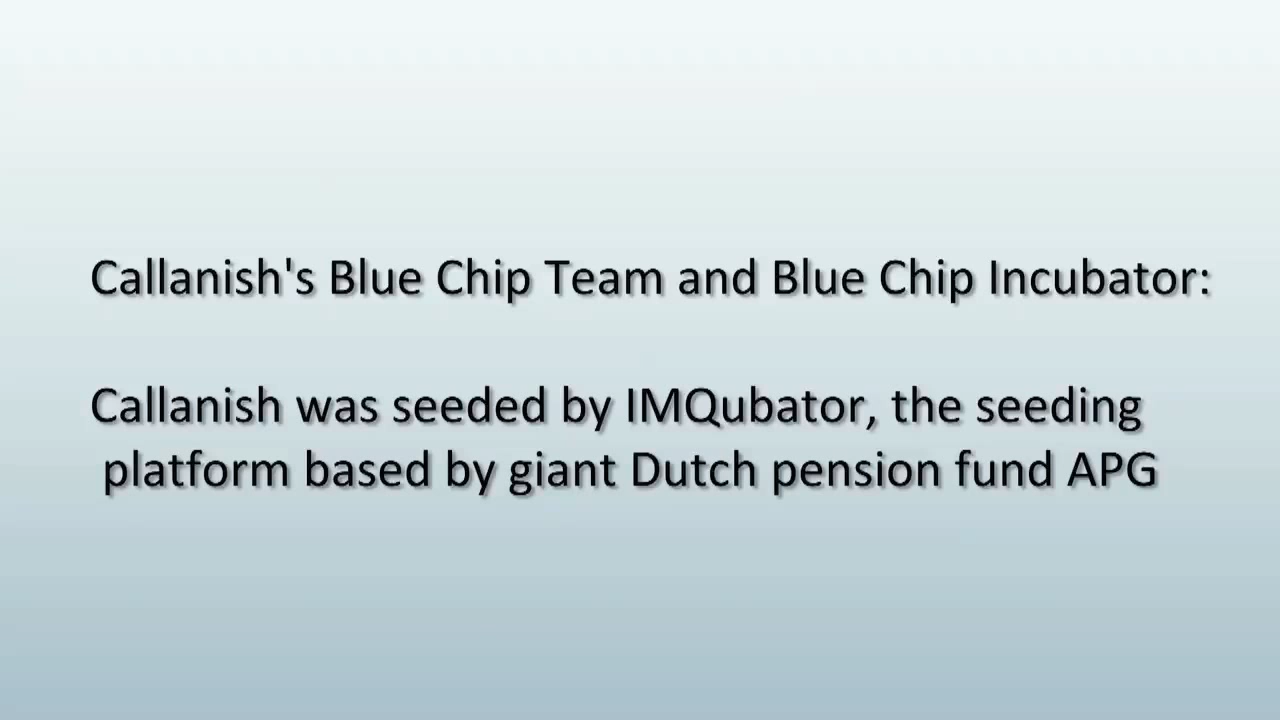 Callanish's Blue Chip Team and Blue Chip Incubator:
Callanish was seeded by IMQubator, the seeding
platform based by giant Dutch pension fund APG